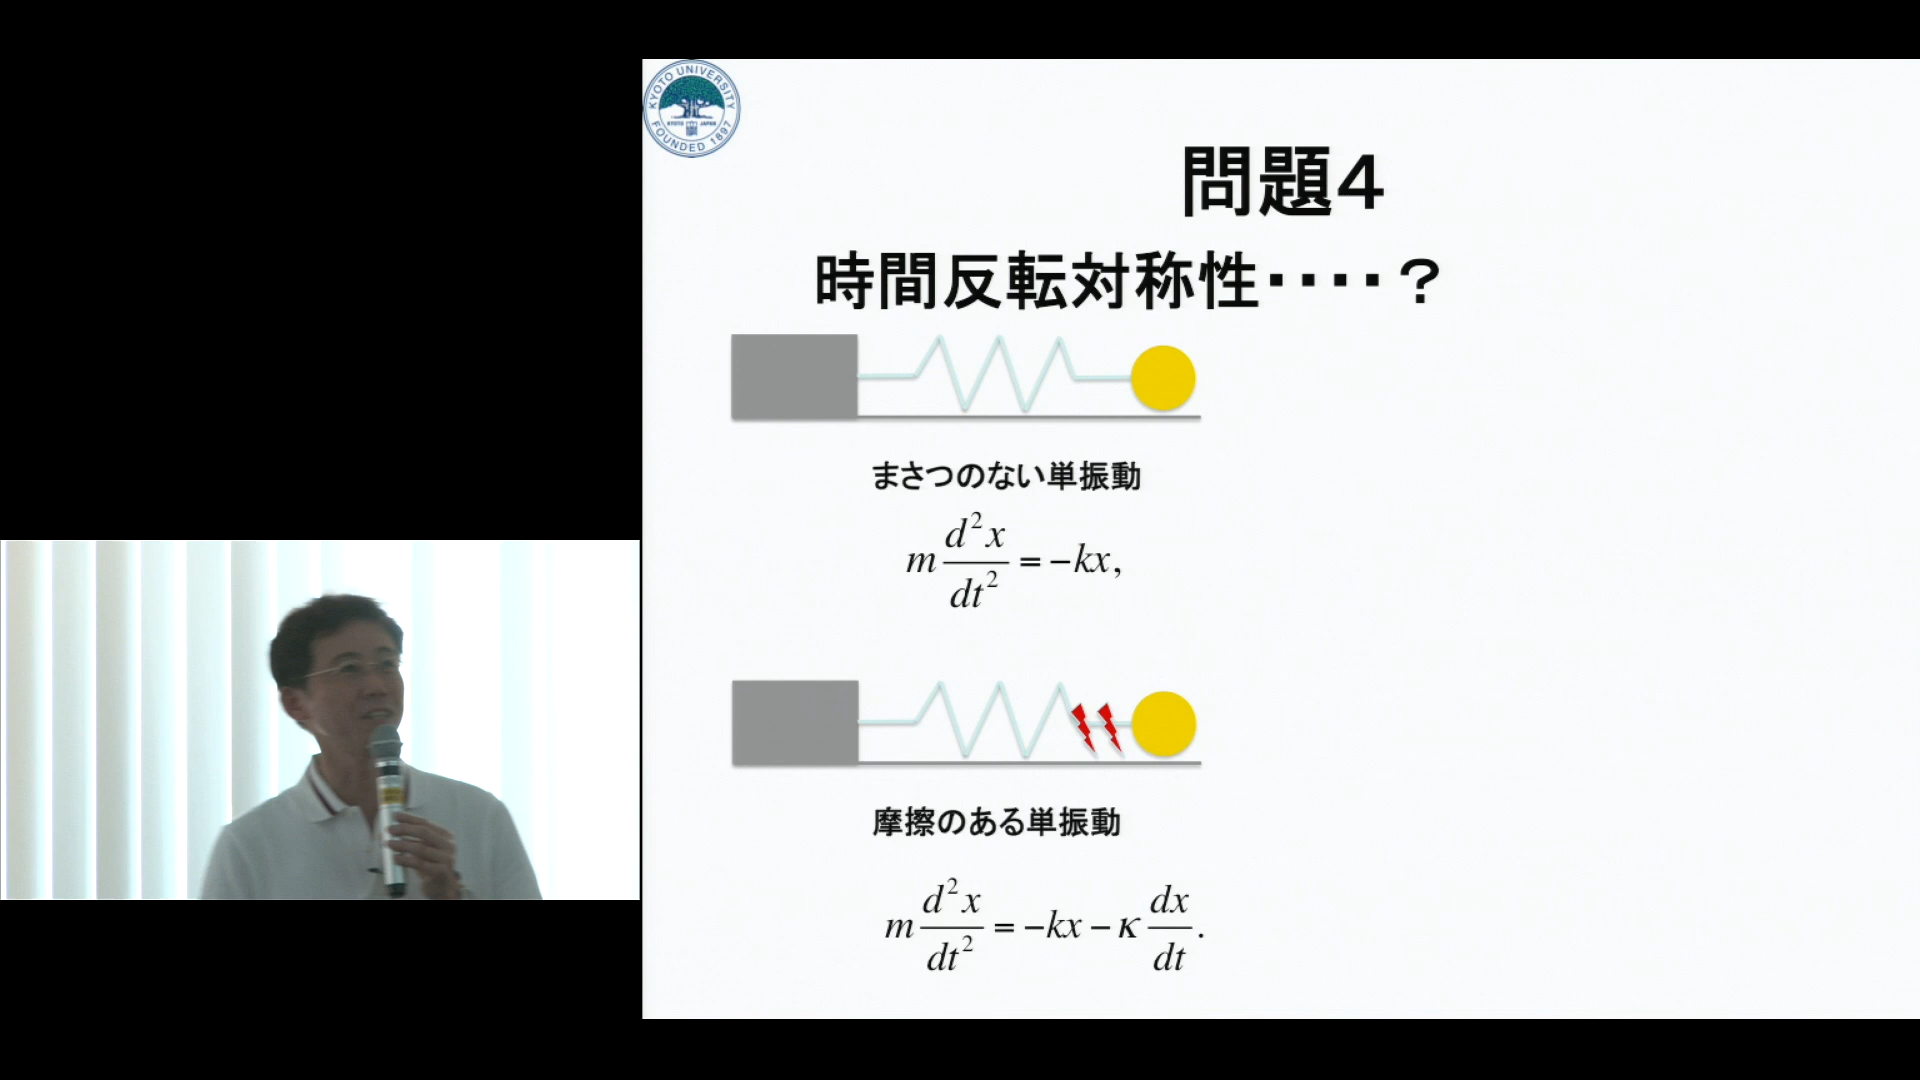 KYOTO UNIVERSITY
KYOTO JAPAN
FOUNDED 1897
問題4
時間反転対称性････？
まさつのない単振動
m d²x/dt² = −kx,
摩擦のある単振動
m d²x/dt² = −kx − κ dx/dt.